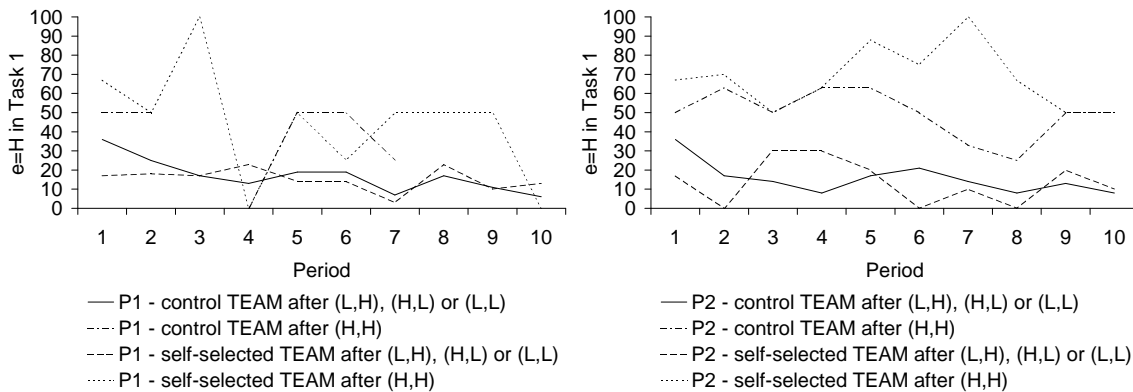 e=H in Task 1
100
90
80
70
60
50
40
30
20
10
0
1 2 3 4 5 6 7 8 9 10
Period
P1 - control TEAM after (L,H), (H,L) or (L,L)
P1 - control TEAM after (H,H)
P1 - self-selected TEAM after (L,H), (H,L) or (L,L)
P1 - self-selected TEAM after (H,H)
e=H in Task 1
100
90
80
70
60
50
40
30
20
10
0
1 2 3 4 5 6 7 8 9 10
Period
P2 - control TEAM after (L,H), (H,L) or (L,L)
P2 - control TEAM after (H,H)
P2 - self-selected TEAM after (L,H), (H,L) or (L,L)
P2 - self-selected TEAM after (H,H)